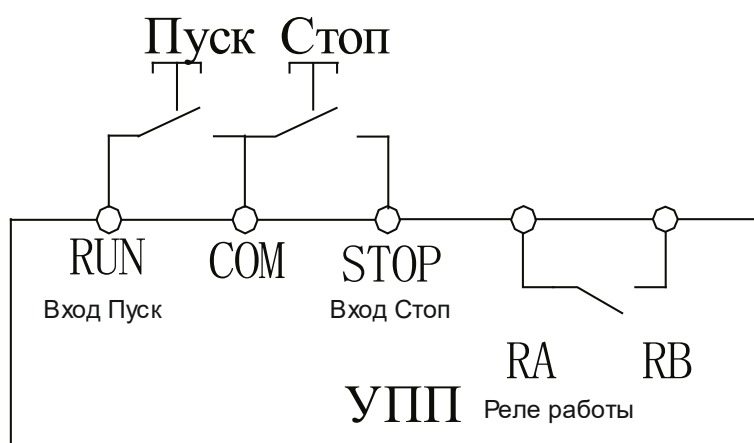 Пуск Стоп
RUN COM STOP
Вход Пуск Вход Стоп
RA RB
УПП Реле работы